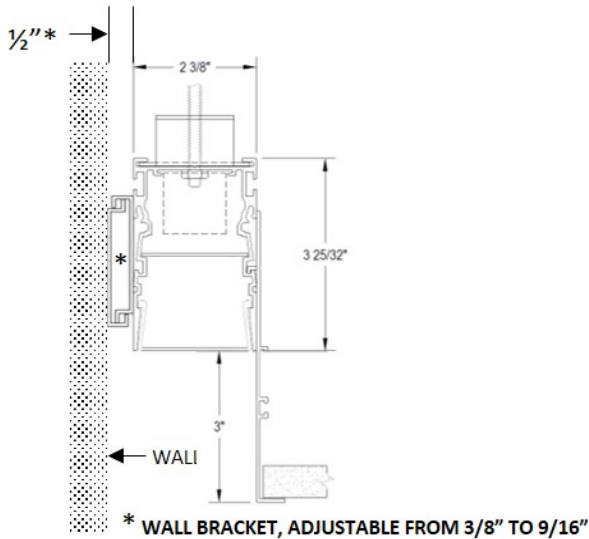 ½"*
2 3/8"
*
3 25/32"
3"
WALL
* WALL BRACKET, ADJUSTABLE FROM 3/8" TO 9/16"